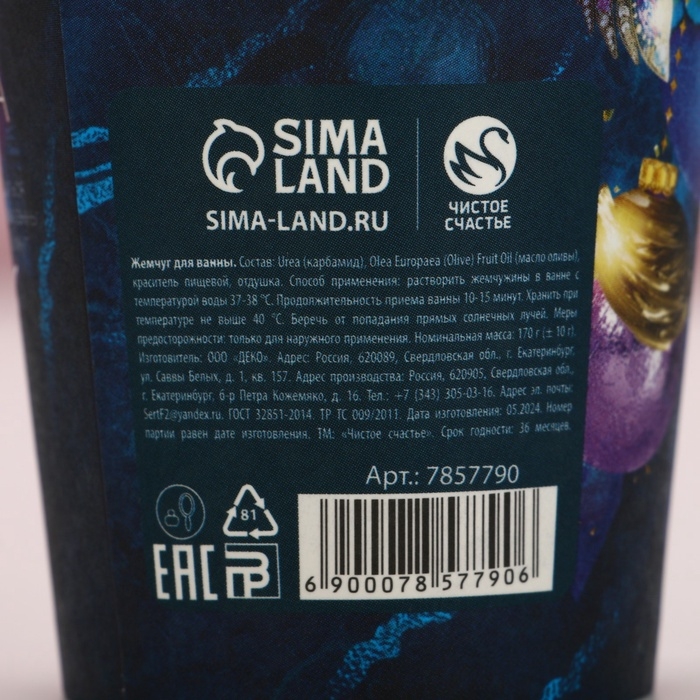 SIMA
LAND
SIMA-LAND.RU
ЧИСТОЕ
СЧАСТЬЕ
Жемчуг для ванны. Состав: Urea (карбамид), Olea Europaea (Olive) Fruit Oil (масло оливы),
краситель пищевой, отдушка. Способ применения: растворить жемчужины в ванне с
температурой воды 37-38 °С. Продолжительность приема ванны 10-15 минут. Хранить при
температуре не выше 40 °С. Беречь от попадания прямых солнечных лучей. Меры
предосторожности: только для наружного применения. Номинальная масса: 170 г (± 10 г).
Изготовитель: ООО «ДЕКО». Адрес: Россия, 620089, Свердловская обл., г. Екатеринбург,
ул. Саввы Белых, д. 1, кв. 157. Адрес производства: Россия, 620905, Свердловская обл.,
г. Екатеринбург, б-р Петра Кожемяко, д. 16. Тел.: +7 (343) 305-03-16. Адрес эл. почты:
SertF2@yandex.ru. ГОСТ 32851-2014. ТР ТС 009/2011. Дата изготовления: 05.2024. Номер
партии равен дате изготовления. ТМ: «Чистое счастье». Срок годности: 36 месяцев.
Арт.: 7857790
81
EAC
6 900078 577906